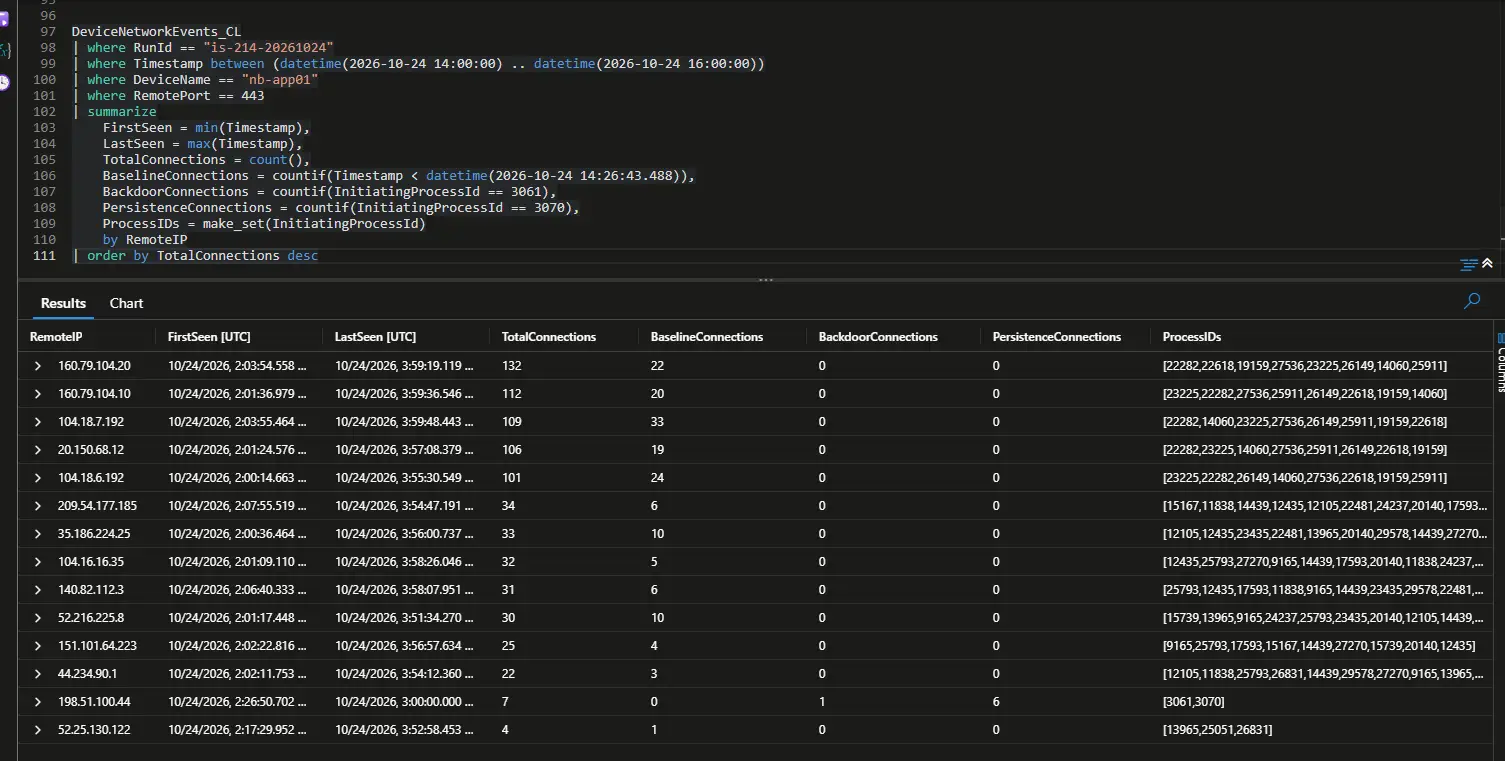 96
97 DeviceNetworkEvents_CL
98 | where RunId == "is-214-20261024"
99 | where Timestamp between (datetime(2026-10-24 14:00:00) .. datetime(2026-10-24 16:00:00))
100 | where DeviceName == "nb-app01"
101 | where RemotePort == 443
102 | summarize
103 FirstSeen = min(Timestamp),
104 LastSeen = max(Timestamp),
105 TotalConnections = count(),
106 BaselineConnections = countif(Timestamp < datetime(2026-10-24 14:26:43.488)),
107 BackdoorConnections = countif(InitiatingProcessId == 3061),
108 PersistenceConnections = countif(InitiatingProcessId == 3070),
109 ProcessIDs = make_set(InitiatingProcessId)
110 by RemoteIP
111 | order by TotalConnections desc
Results Chart
RemoteIP FirstSeen [UTC] LastSeen [UTC] TotalConnections BaselineConnections BackdoorConnections PersistenceConnections ProcessIDs
160.79.104.20 10/24/2026, 2:03:54.558 ... 10/24/2026, 3:59:19.119 ... 132 22 0 0 [22282,22618,19159,27536,23225,26149,14060,25911]
160.79.104.10 10/24/2026, 2:01:36.979 ... 10/24/2026, 3:59:36.546 ... 112 20 0 0 [23225,22282,27536,25911,26149,22618,19159,14060]
104.18.7.192 10/24/2026, 2:03:55.464 ... 10/24/2026, 3:59:48.443 ... 109 33 0 0 [22282,14060,23225,27536,26149,25911,19159,22618]
20.150.68.12 10/24/2026, 2:01:24.576 ... 10/24/2026, 3:57:08.379 ... 106 19 0 0 [22282,23225,14060,27536,25911,26149,22618,19159]
104.18.6.192 10/24/2026, 2:00:14.663 ... 10/24/2026, 3:55:30.549 ... 101 24 0 0 [23225,22282,26149,14060,27536,22618,19159,25911]
209.54.177.185 10/24/2026, 2:07:55.519 ... 10/24/2026, 3:54:47.191 ... 34 6 0 0 [15167,11838,14439,12435,12105,22481,24237,20140,17593...
35.186.224.25 10/24/2026, 2:00:36.464 ... 10/24/2026, 3:56:00.737 ... 33 10 0 0 [12105,12435,23435,22481,13965,20140,29578,14439,27270...
104.16.16.35 10/24/2026, 2:01:09.110 ... 10/24/2026, 3:58:26.046 ... 32 5 0 0 [12435,25793,27270,9165,14439,17593,20140,11838,24237,...
140.82.112.3 10/24/2026, 2:06:40.333 ... 10/24/2026, 3:58:07.951 ... 31 6 0 0 [25793,12435,17593,11838,9165,14439,23435,29578,22481,...
52.216.225.8 10/24/2026, 2:01:17.448 ... 10/24/2026, 3:51:34.270 ... 30 10 0 0 [15739,13965,9165,24237,25793,23435,20140,12105,14439,...
151.101.64.223 10/24/2026, 2:02:22.816 ... 10/24/2026, 3:56:57.634 ... 25 4 0 0 [9165,25793,17593,15167,14439,27270,15739,20140,12435]
44.234.90.1 10/24/2026, 2:02:11.753 ... 10/24/2026, 3:54:12.360 ... 22 3 0 0 [12105,11838,25793,26831,14439,29578,27270,9165,13965,...
198.51.100.44 10/24/2026, 2:26:50.702 ... 10/24/2026, 3:00:00.000 ... 7 0 1 6 [3061,3070]
52.25.130.122 10/24/2026, 2:17:29.952 ... 10/24/2026, 3:52:58.453 ... 4 1 0 0 [13965,25051,26831]
Columns